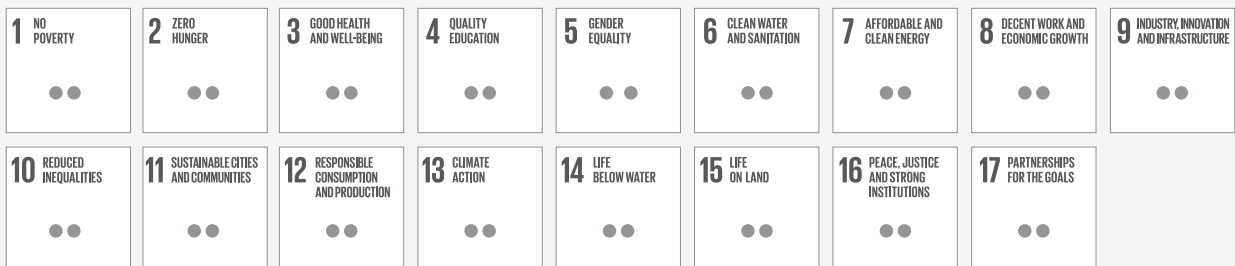 1 NO
POVERTY
2 ZERO
HUNGER
3 GOOD HEALTH
AND WELL-BEING
4 QUALITY
EDUCATION
5 GENDER
EQUALITY
6 CLEAN WATER
AND SANITATION
7 AFFORDABLE AND
CLEAN ENERGY
8 DECENT WORK AND
ECONOMIC GROWTH
9 INDUSTRY, INNOVATION
AND INFRASTRUCTURE
10 REDUCED
INEQUALITIES
11 SUSTAINABLE CITIES
AND COMMUNITIES
12 RESPONSIBLE
CONSUMPTION
AND PRODUCTION
13 CLIMATE
ACTION
14 LIFE
BELOW WATER
15 LIFE
ON LAND
16 PEACE, JUSTICE
AND STRONG
INSTITUTIONS
17 PARTNERSHIPS
FOR THE GOALS